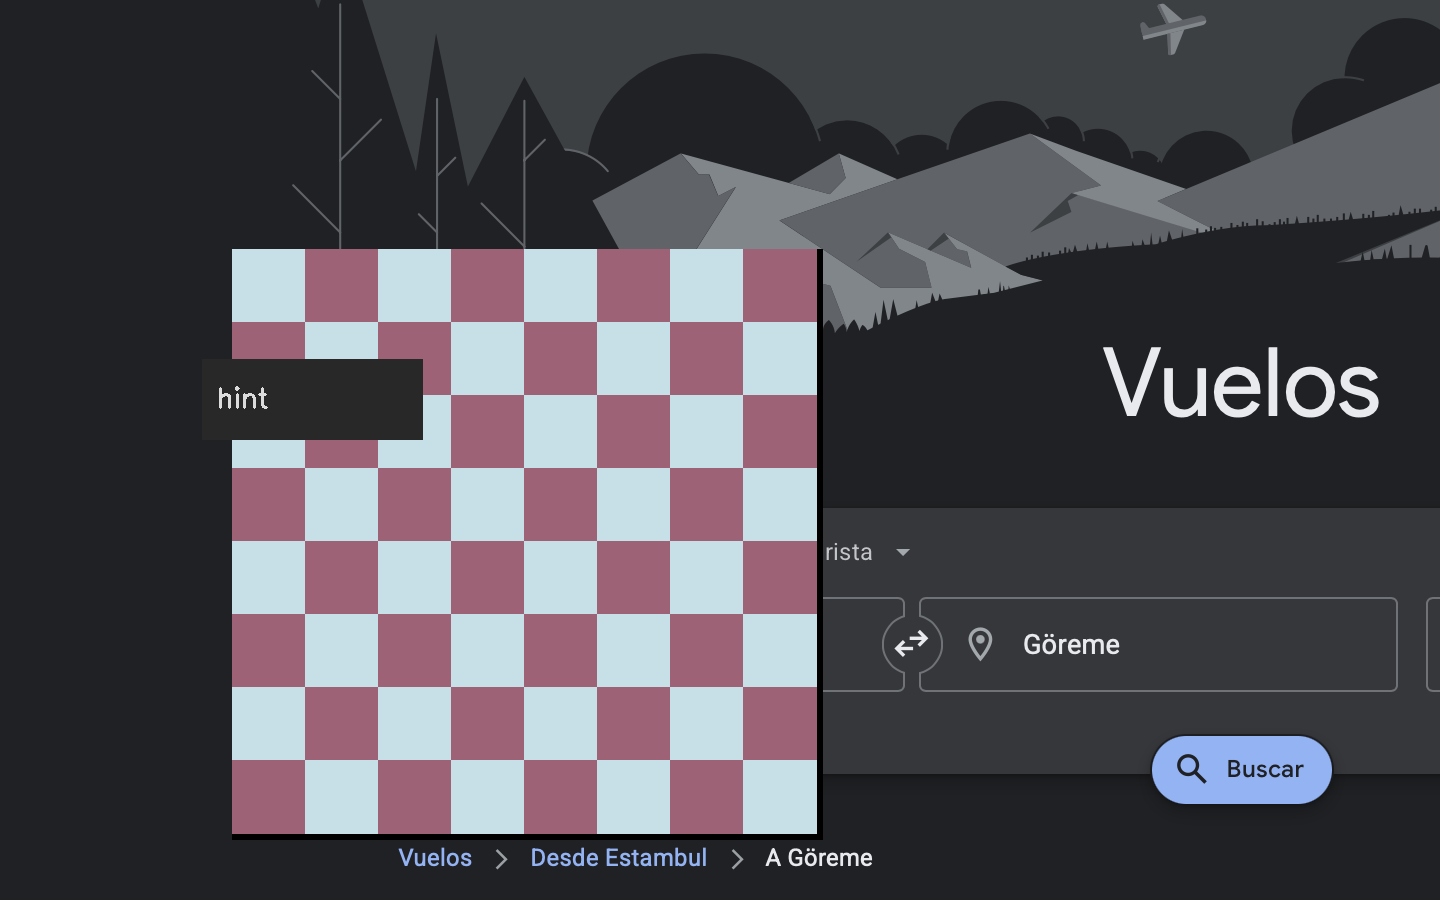 Vuelos
hint
rista
Göreme
Buscar
Vuelos > Desde Estambul > A Göreme